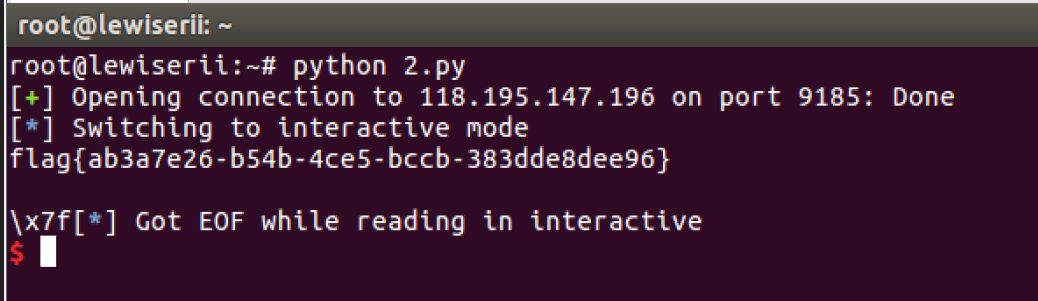 root@lewiserii: ~
root@lewiserii:~# python 2.py
[+] Opening connection to 118.195.147.196 on port 9185: Done
[*] Switching to interactive mode
flag{ab3a7e26-b54b-4ce5-bccb-383dde8dee96}
\x7f[*] Got EOF while reading in interactive
$